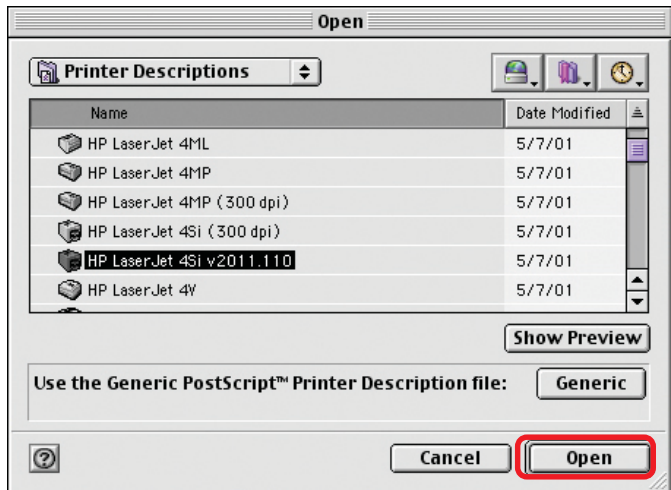 Open
Printer Descriptions
Name Date Modified
HP LaserJet 4ML 5/7/01
HP LaserJet 4MP 5/7/01
HP LaserJet 4MP (300 dpi) 5/7/01
HP LaserJet 4Si (300 dpi) 5/7/01
HP LaserJet 4Si v2011.110 5/7/01
HP LaserJet 4V 5/7/01
Show Preview
Use the Generic PostScript™ Printer Description file: Generic
? Cancel Open